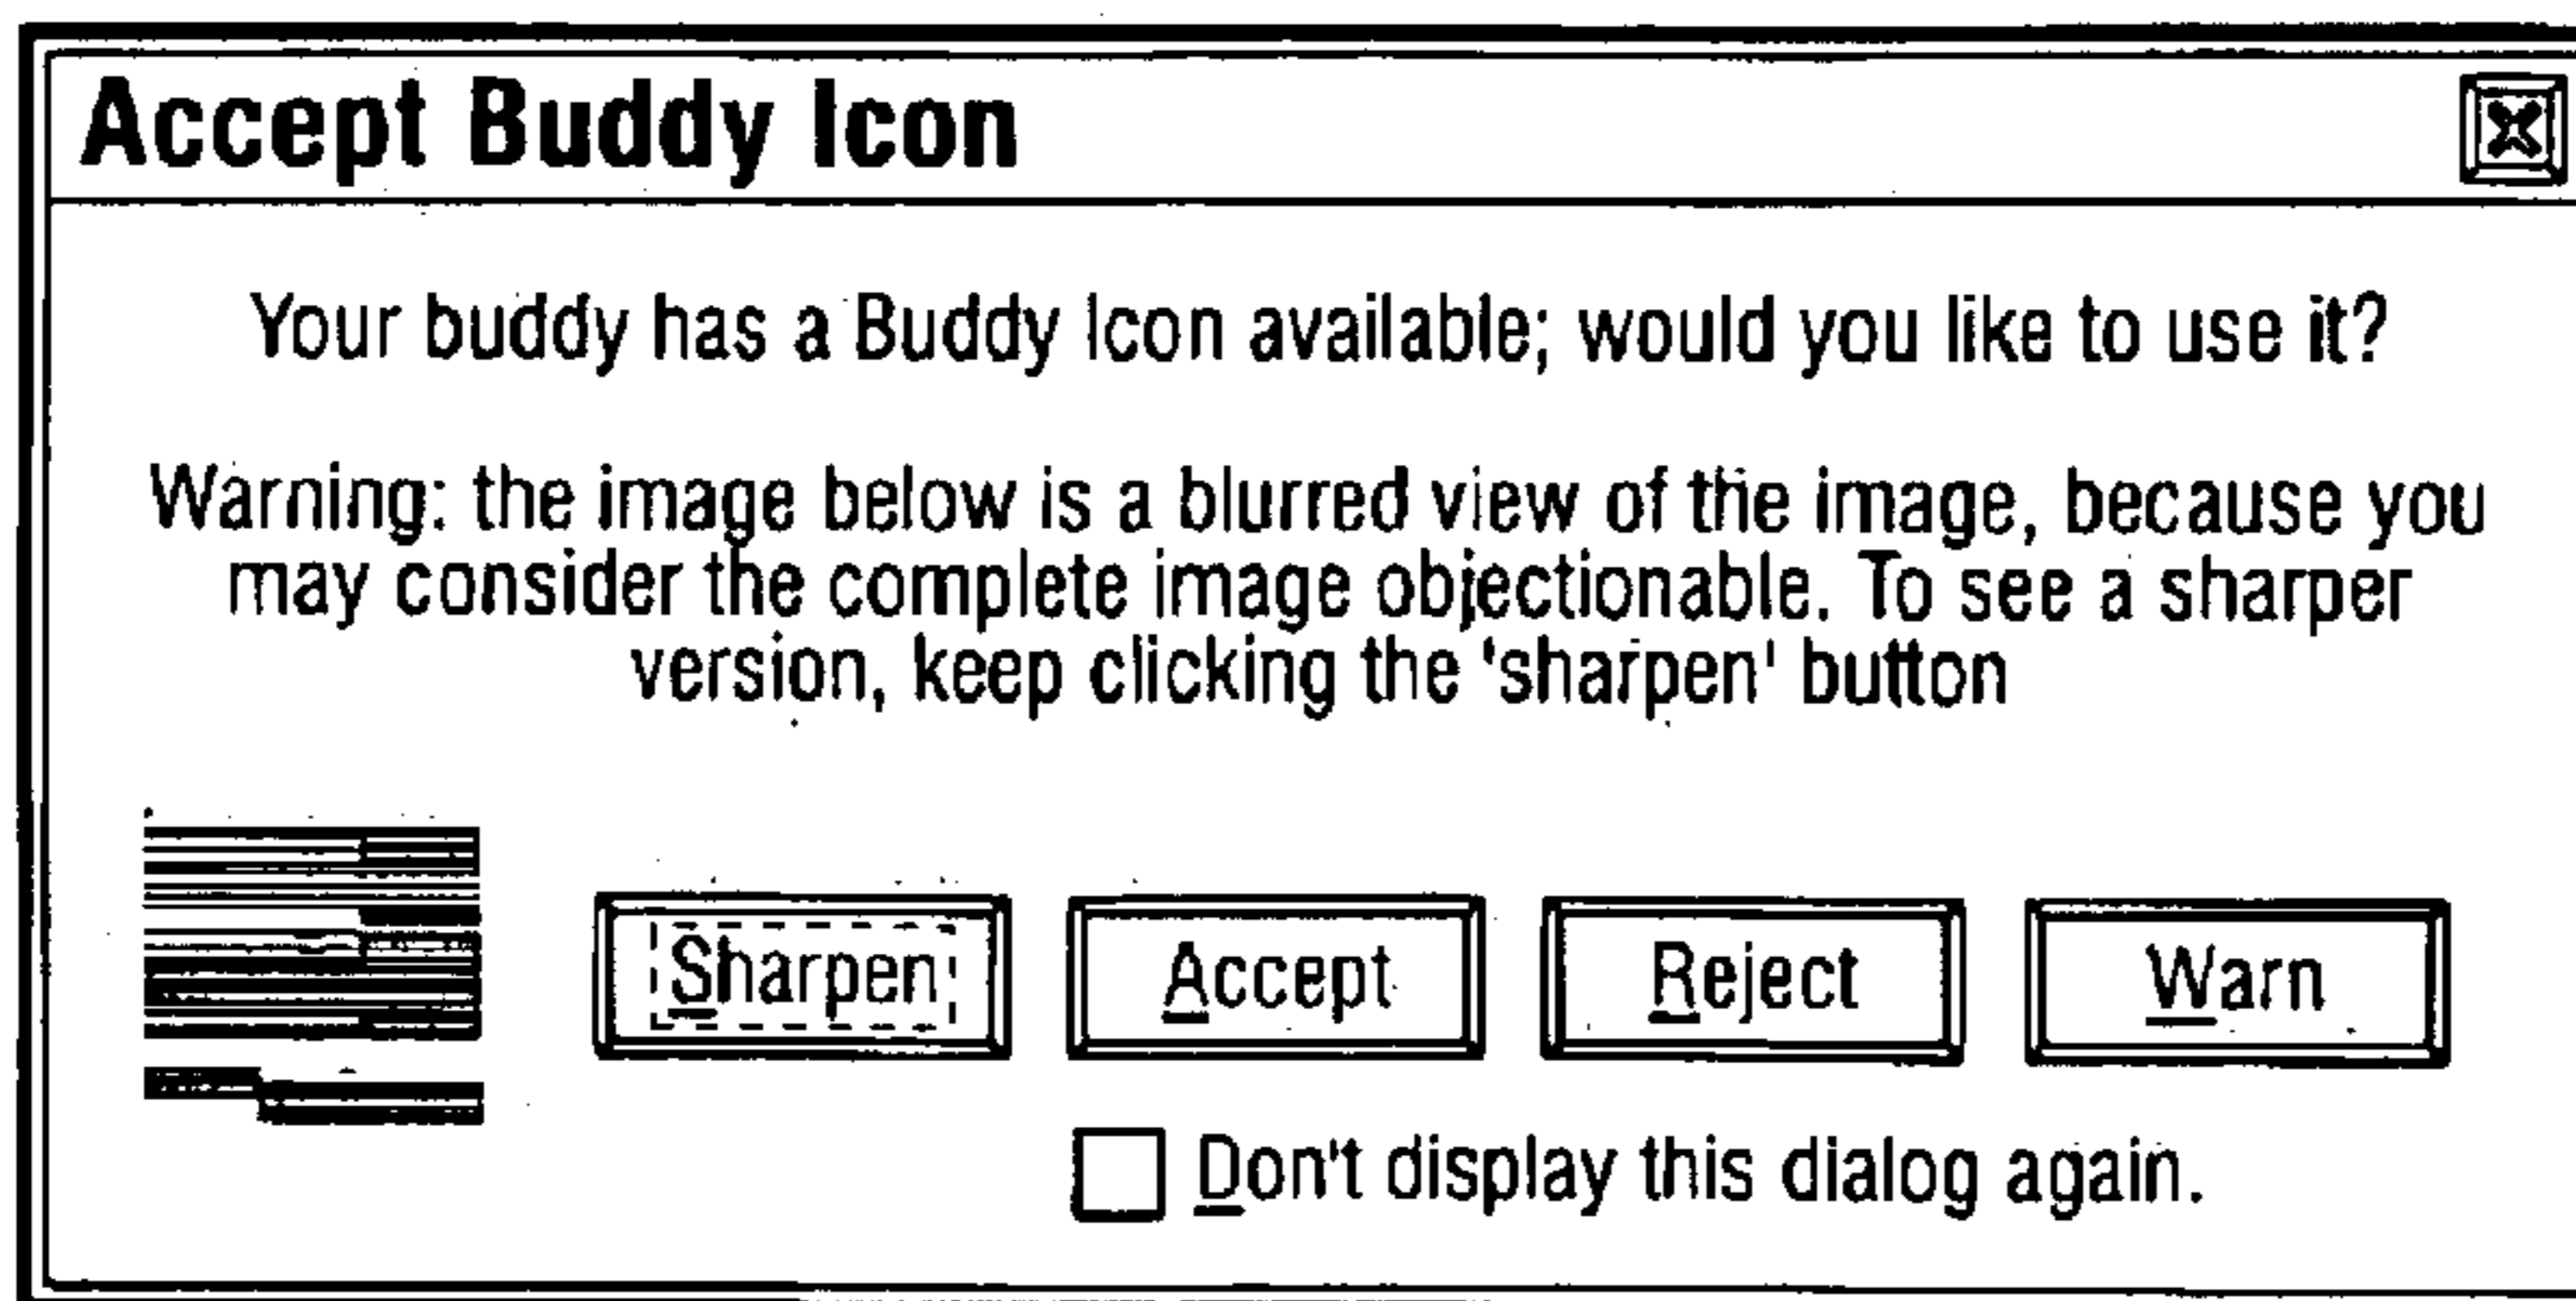 Accept Buddy Icon
Your buddy has a Buddy Icon available; would you like to use it?
Warning: the image below is a blurred view of the image, because you
may consider the complete image objectionable. To see a sharper
version, keep clicking the 'sharpen' button
Sharpen Accept Reject Warn
Don't display this dialog again.